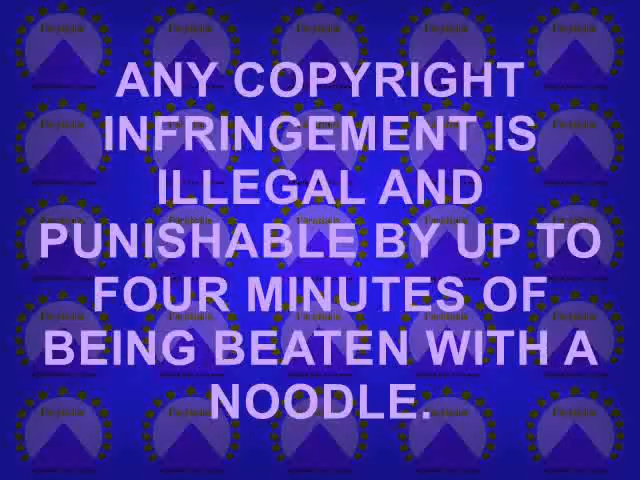 ANY COPYRIGHT
INFRINGEMENT IS
ILLEGAL AND
PUNISHABLE BY UP TO
FOUR MINUTES OF
BEING BEATEN WITH A
NOODLE.